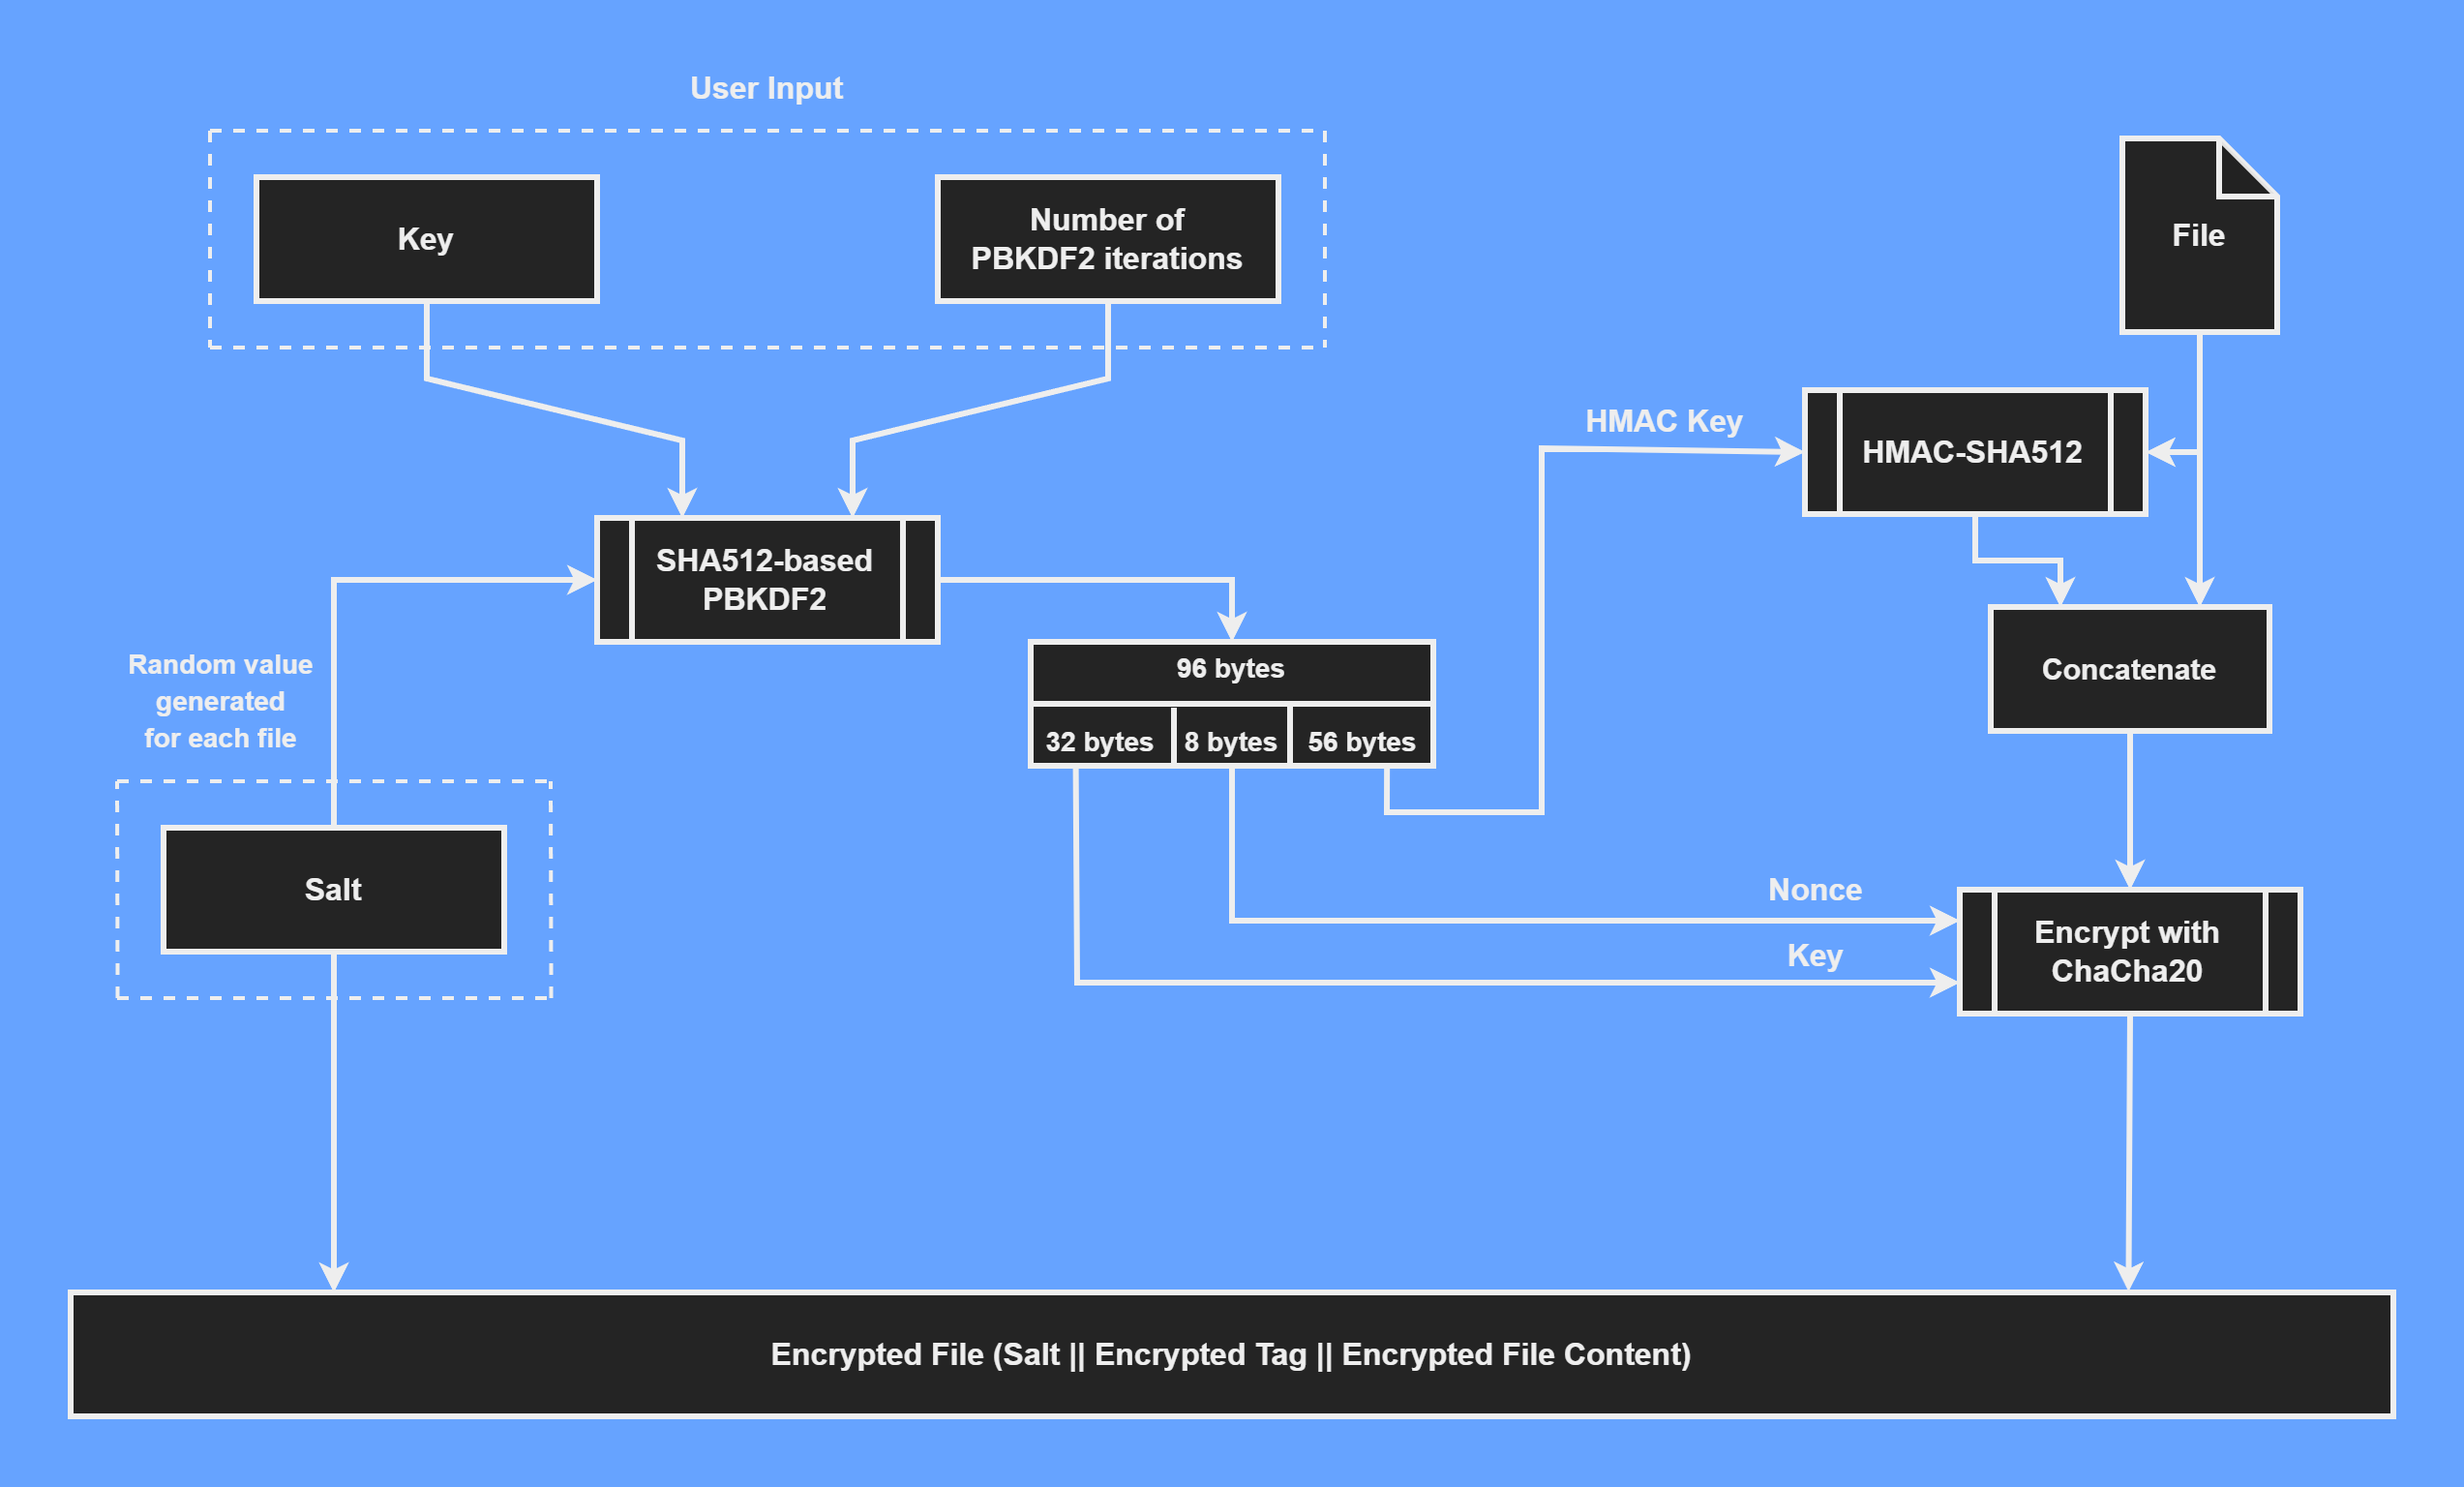 User Input
Key
Number of
PBKDF2 iterations
File
HMAC Key
HMAC-SHA512
SHA512-based
PBKDF2
Random value
generated
for each file
96 bytes
32 bytes
8 bytes
56 bytes
Concatenate
Salt
Nonce
Key
Encrypt with
ChaCha20
Encrypted File (Salt || Encrypted Tag || Encrypted File Content)